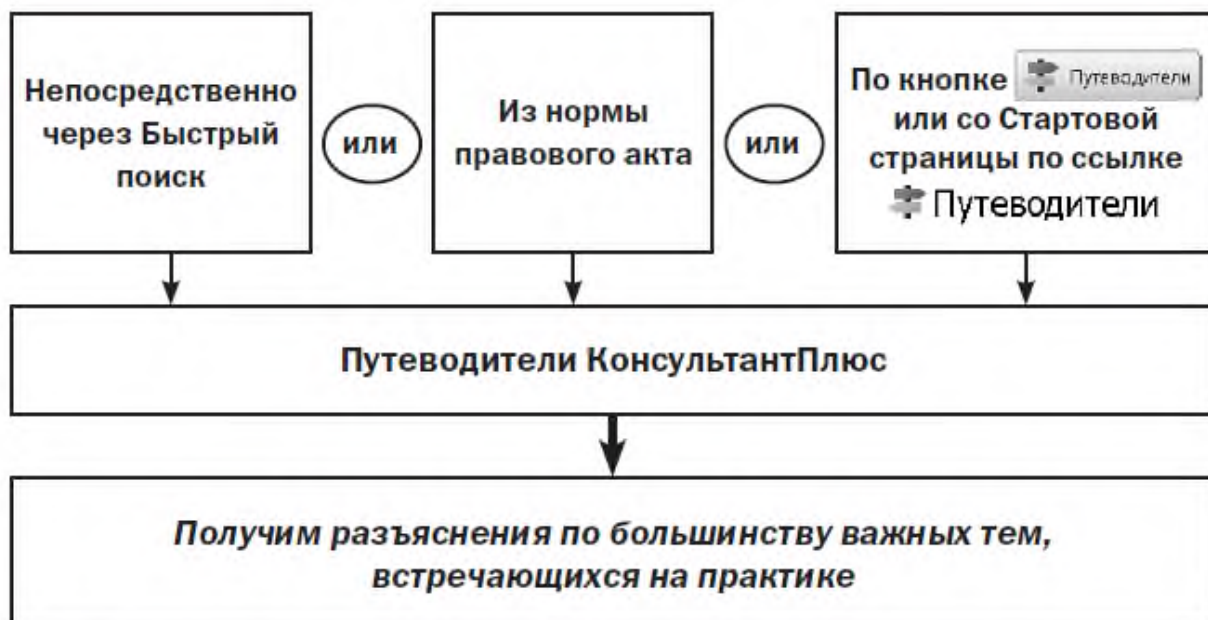 Непосредственно
через Быстрый
поиск
или
Из нормы
правового акта
или
По кнопке Путеводители
или со Стартовой
страницы по ссылке
Путеводители
Путеводители КонсультантПлюс
Получим разъяснения по большинству важных тем,
встречающихся на практике